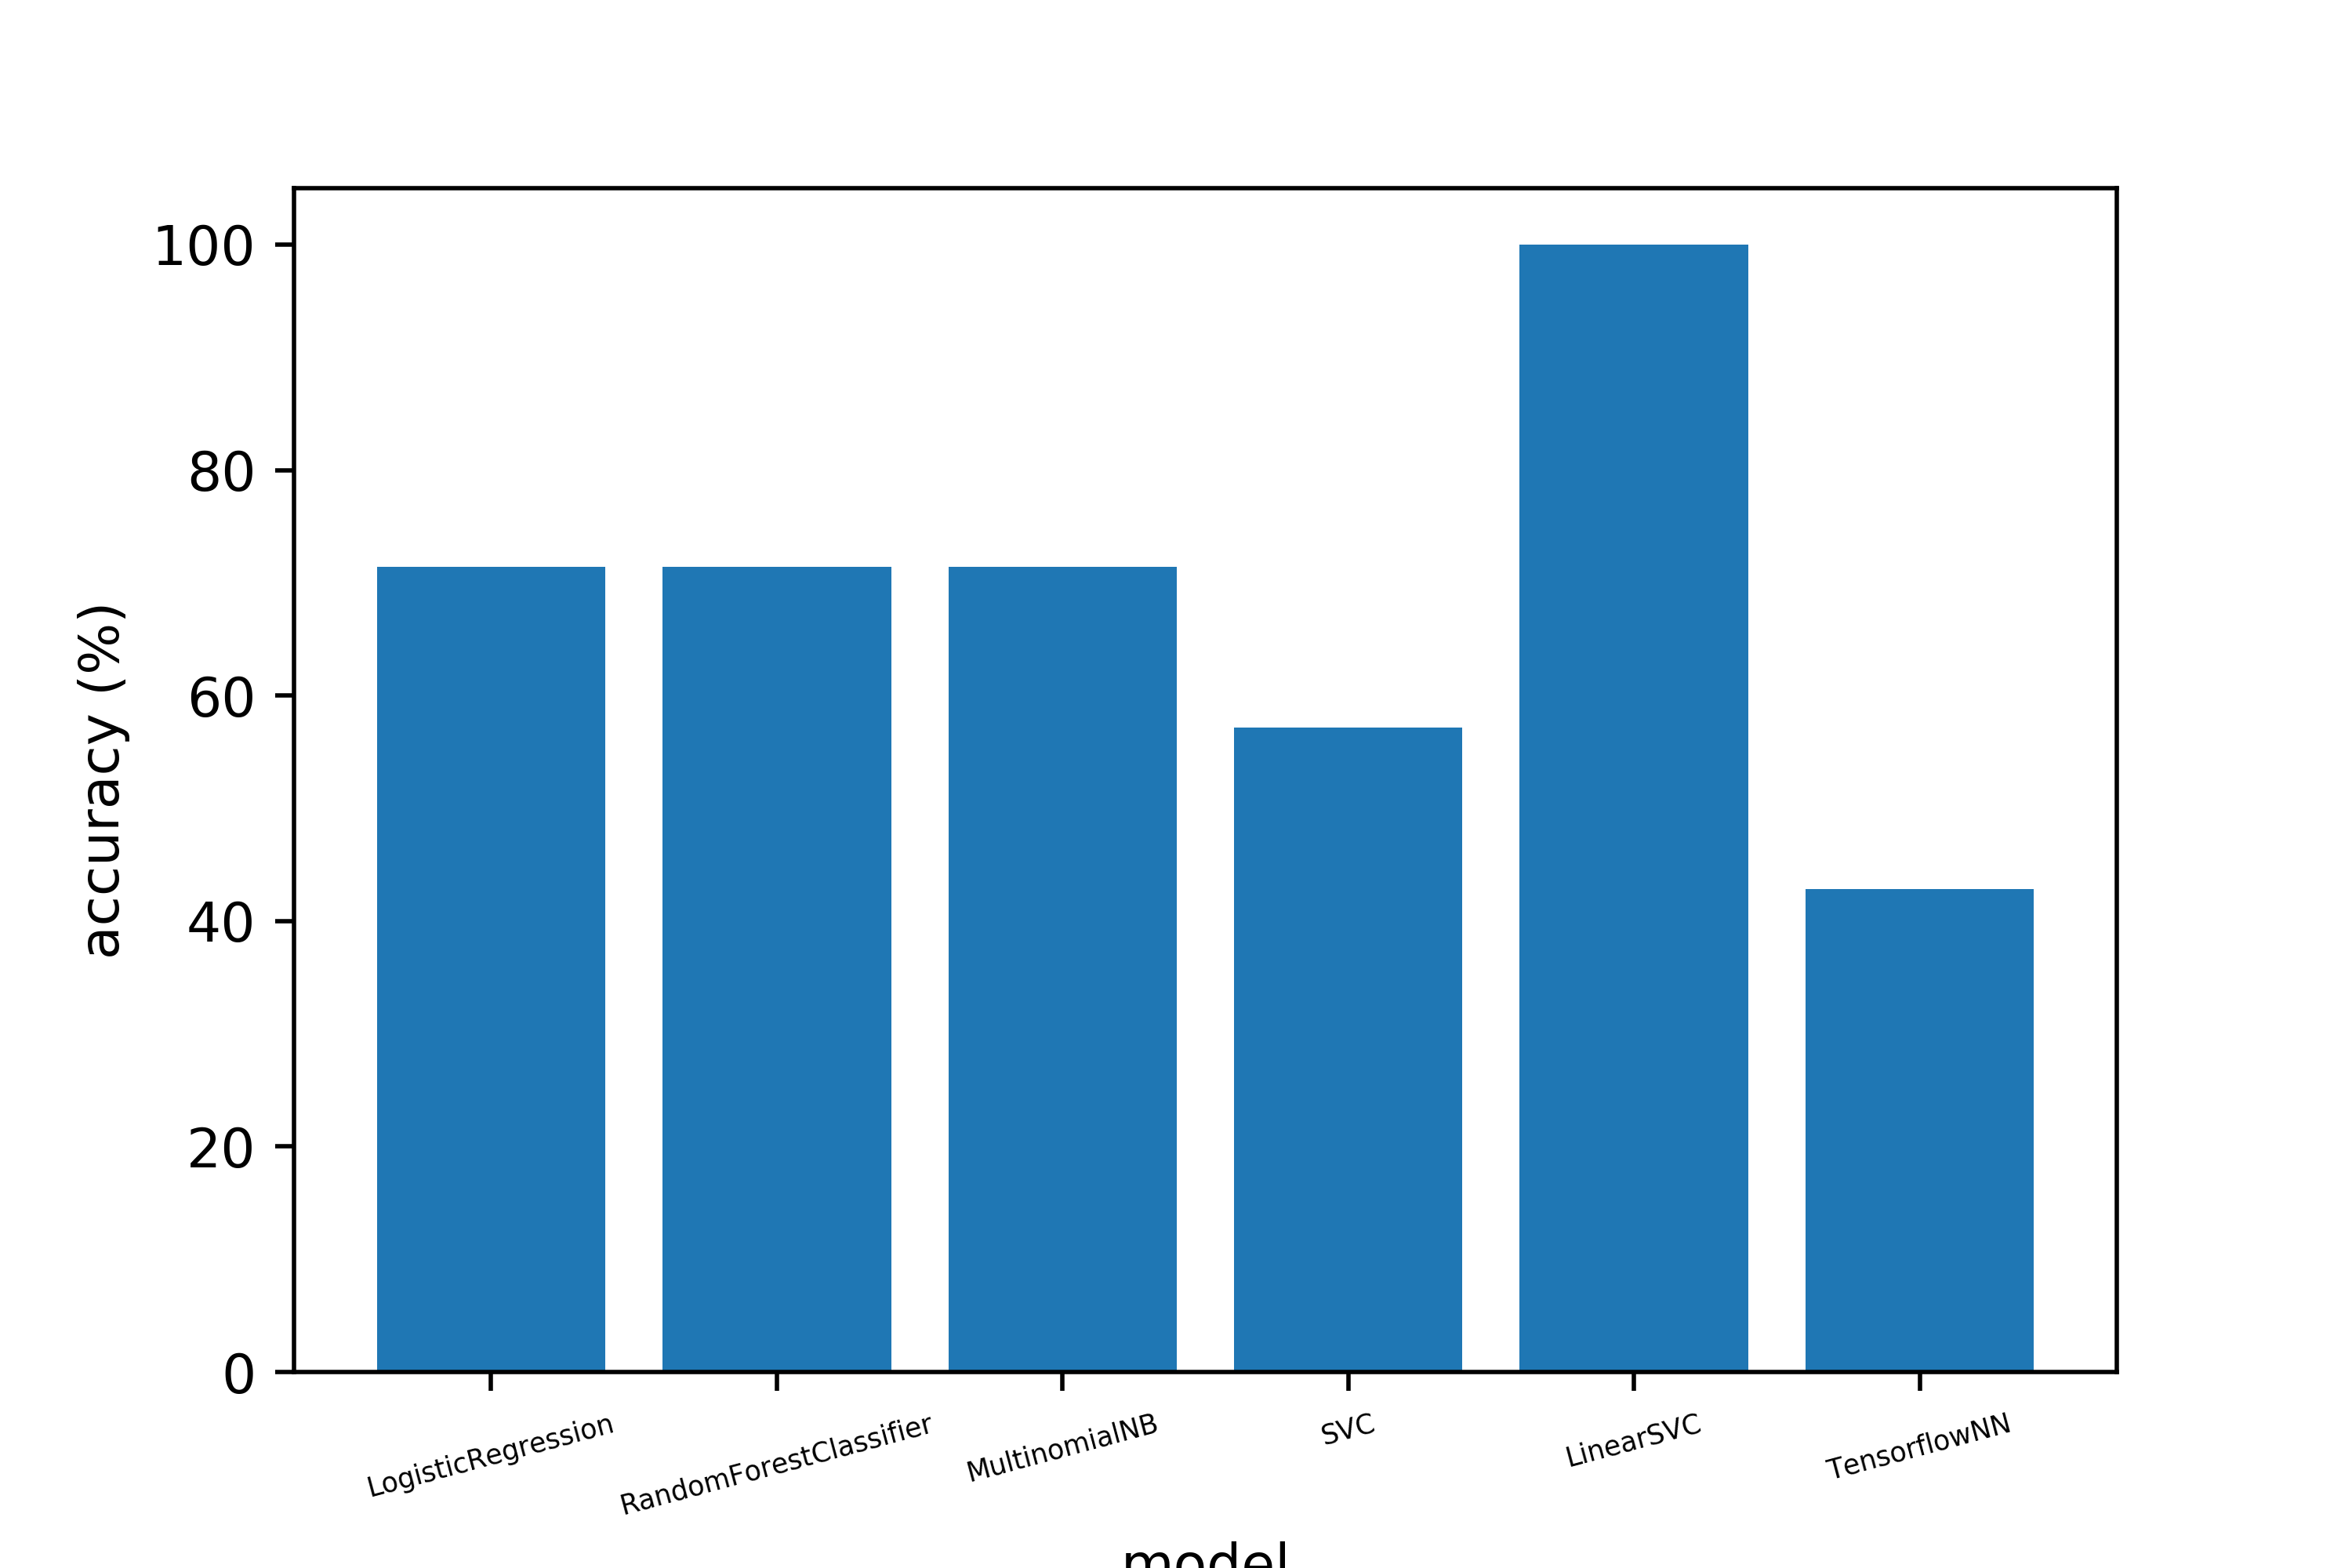 100
80
60
40
20
0
accuracy (%)
LogisticRegression
RandomForestClassifier
MultinomialNB
SVC
LinearSVC
TensorflowNN
model